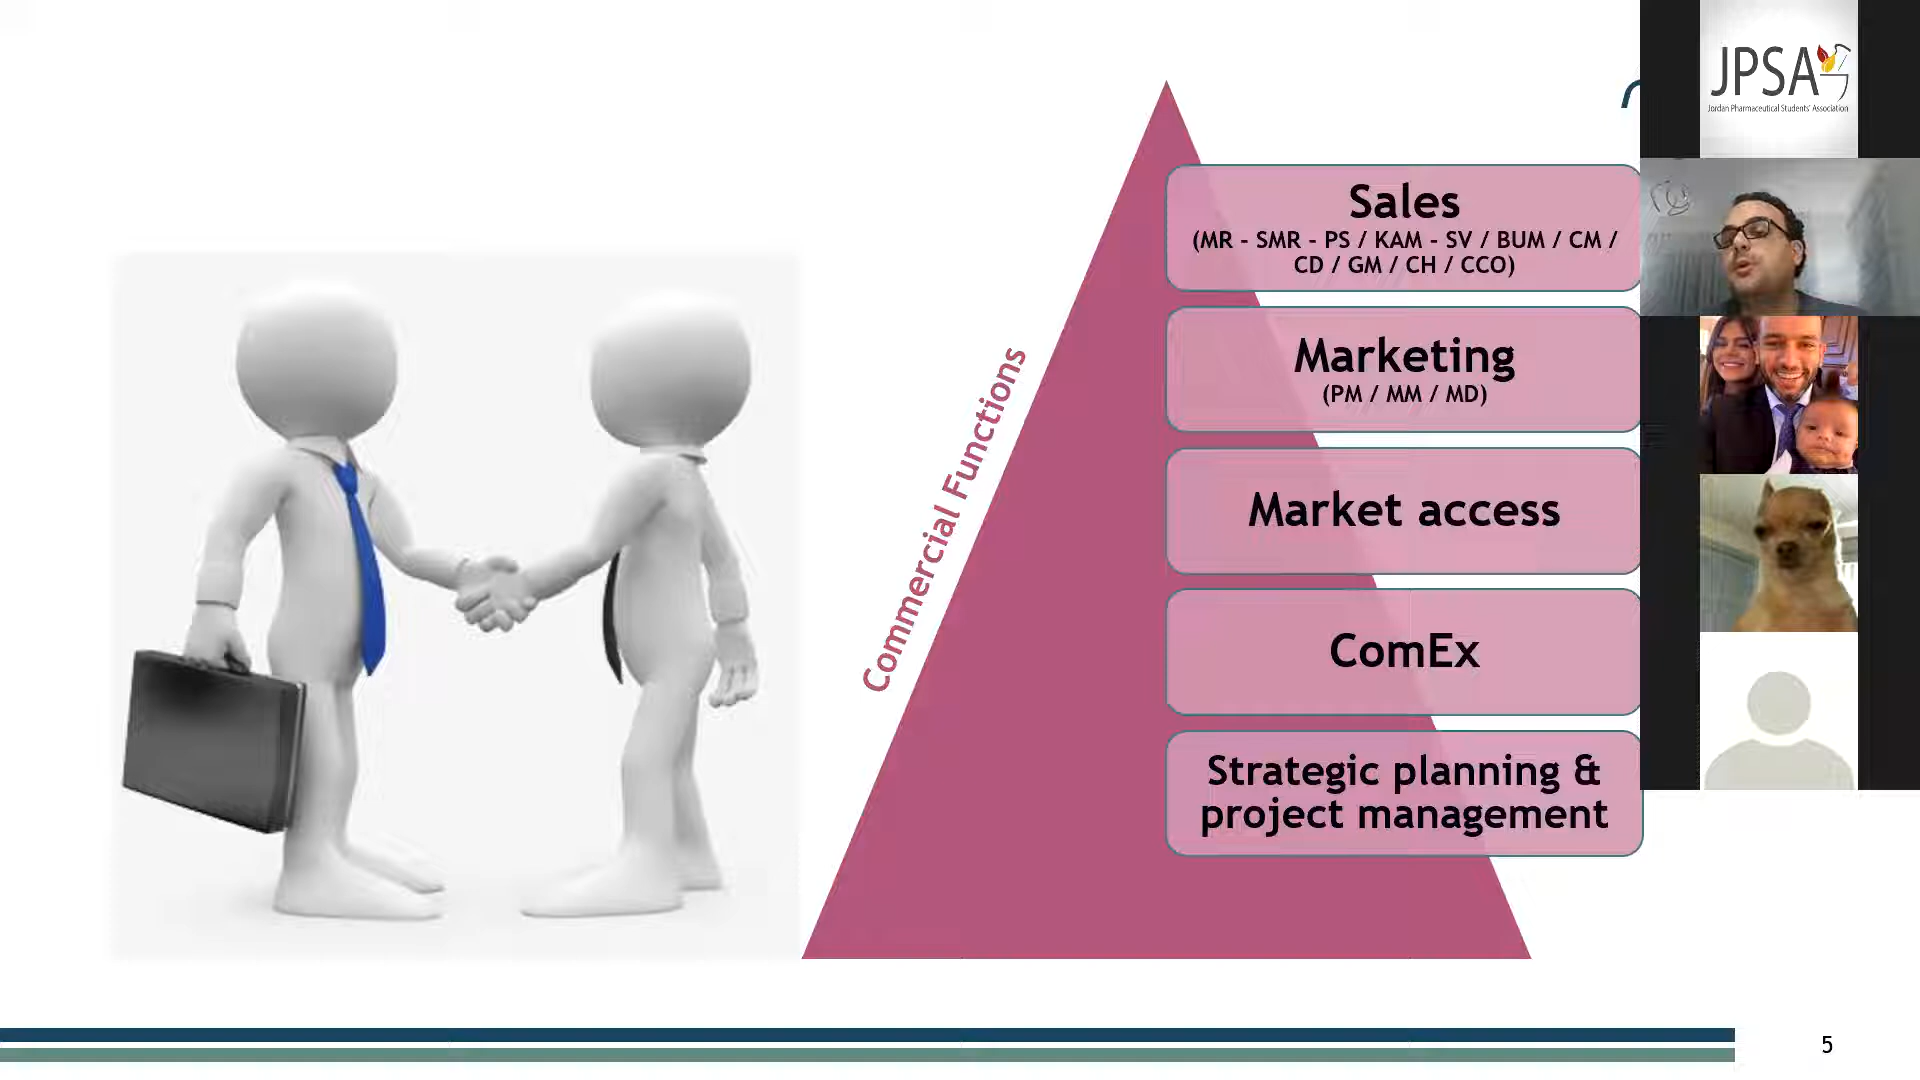 JPSA
Jordan Pharmaceutical Students' Association
Commercial Functions
Sales
(MR - SMR - PS / KAM - SV / BUM / CM /
CD / GM / CH / CCO)
Marketing
(PM / MM / MD)
Market access
ComEx
Strategic planning &
project management
5